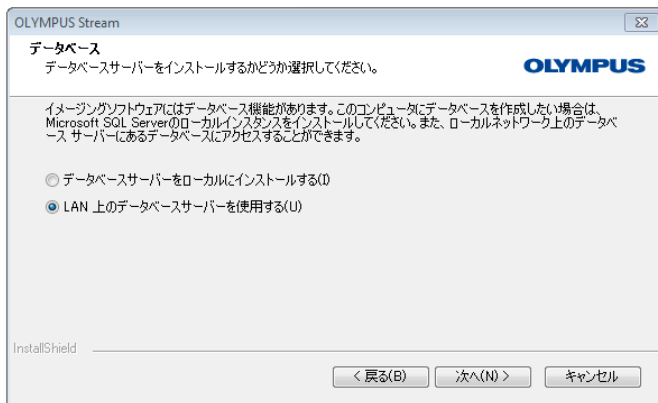 OLYMPUS Stream
データベース
データベースサーバーをインストールするかどうか選択してください。
OLYMPUS
イメージングソフトウェアにはデータベース機能があります。このコンピュータにデータベースを作成したい場合は、
Microsoft SQL Serverのローカルインスタンスをインストールしてください。また、ローカルネットワーク上のデータベ
ース サーバーにあるデータベースにアクセスすることができます。
データベースサーバーをローカルにインストールする(I)
LAN 上のデータベースサーバーを使用する(U)
InstallShield
< 戻る(B)
次へ(N) >
キャンセル